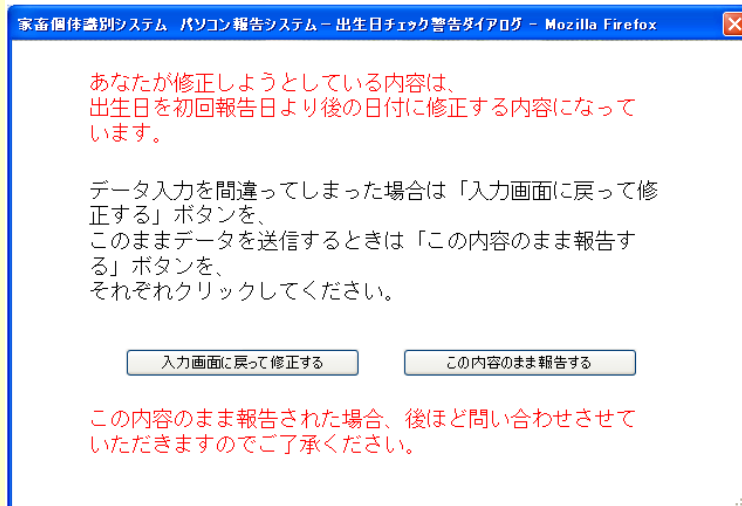 家畜個体識別システム パソコン報告システム－出生日チェック警告ダイアログ - Mozilla Firefox
あなたが修正しようとしている内容は、
出生日を初回報告日より後の日付に修正する内容になって
います。
データ入力を間違ってしまった場合は「入力画面に戻って修
正する」ボタンを、
このままデータを送信するときは「この内容のまま報告す
る」ボタンを、
それぞれクリックしてください。
入力画面に戻って修正する
この内容のまま報告する
この内容のまま報告された場合、後ほど問い合わせさせて
いただきますのでご了承ください。